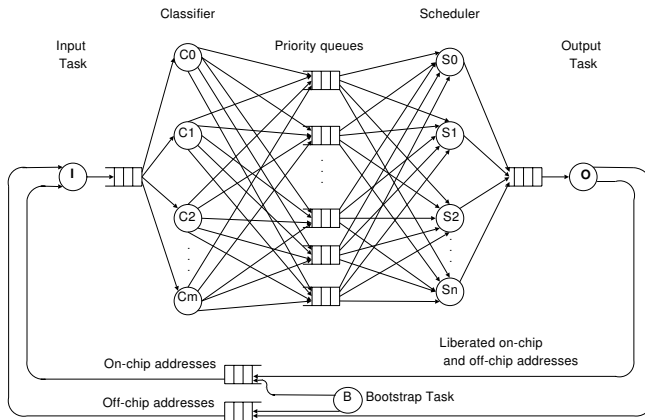 Classifier
Scheduler
Input
Task
Priority queues
Output
Task
C0
S0
C1
S1
I
O
C2
S2
Cm
Sn
Liberated on-chip
and off-chip addresses
On-chip addresses
Off-chip addresses
B
Bootstrap Task